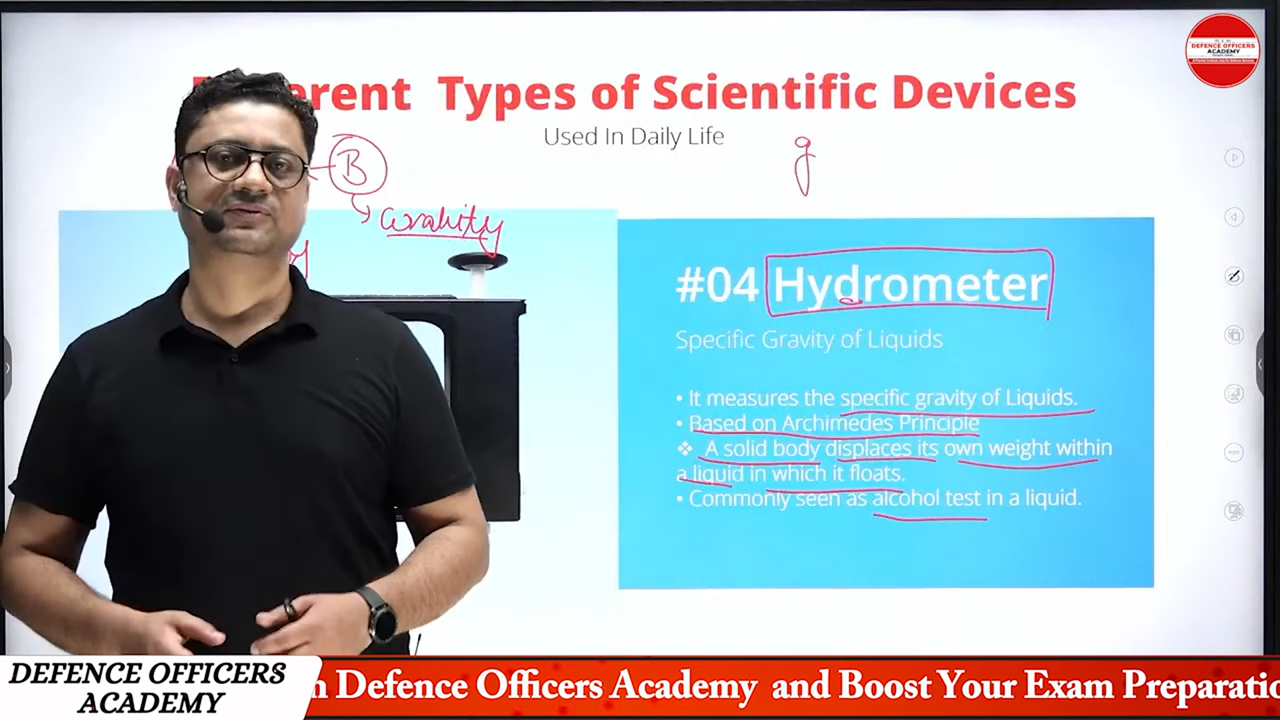 DEFENCE OFFICERS
ACADEMY
Different Types of Scientific Devices
Used In Daily Life
g
B
Gravity
#04 Hydrometer
Specific Gravity of Liquids
• It measures the specific gravity of Liquids.
• Based on Archimedes Principle
❖ A solid body displaces its own weight within
a liquid in which it floats.
• Commonly seen as alcohol test in a liquid.
DEFENCE OFFICERS
ACADEMY
n Defence Officers Academy and Boost Your Exam Preparatio